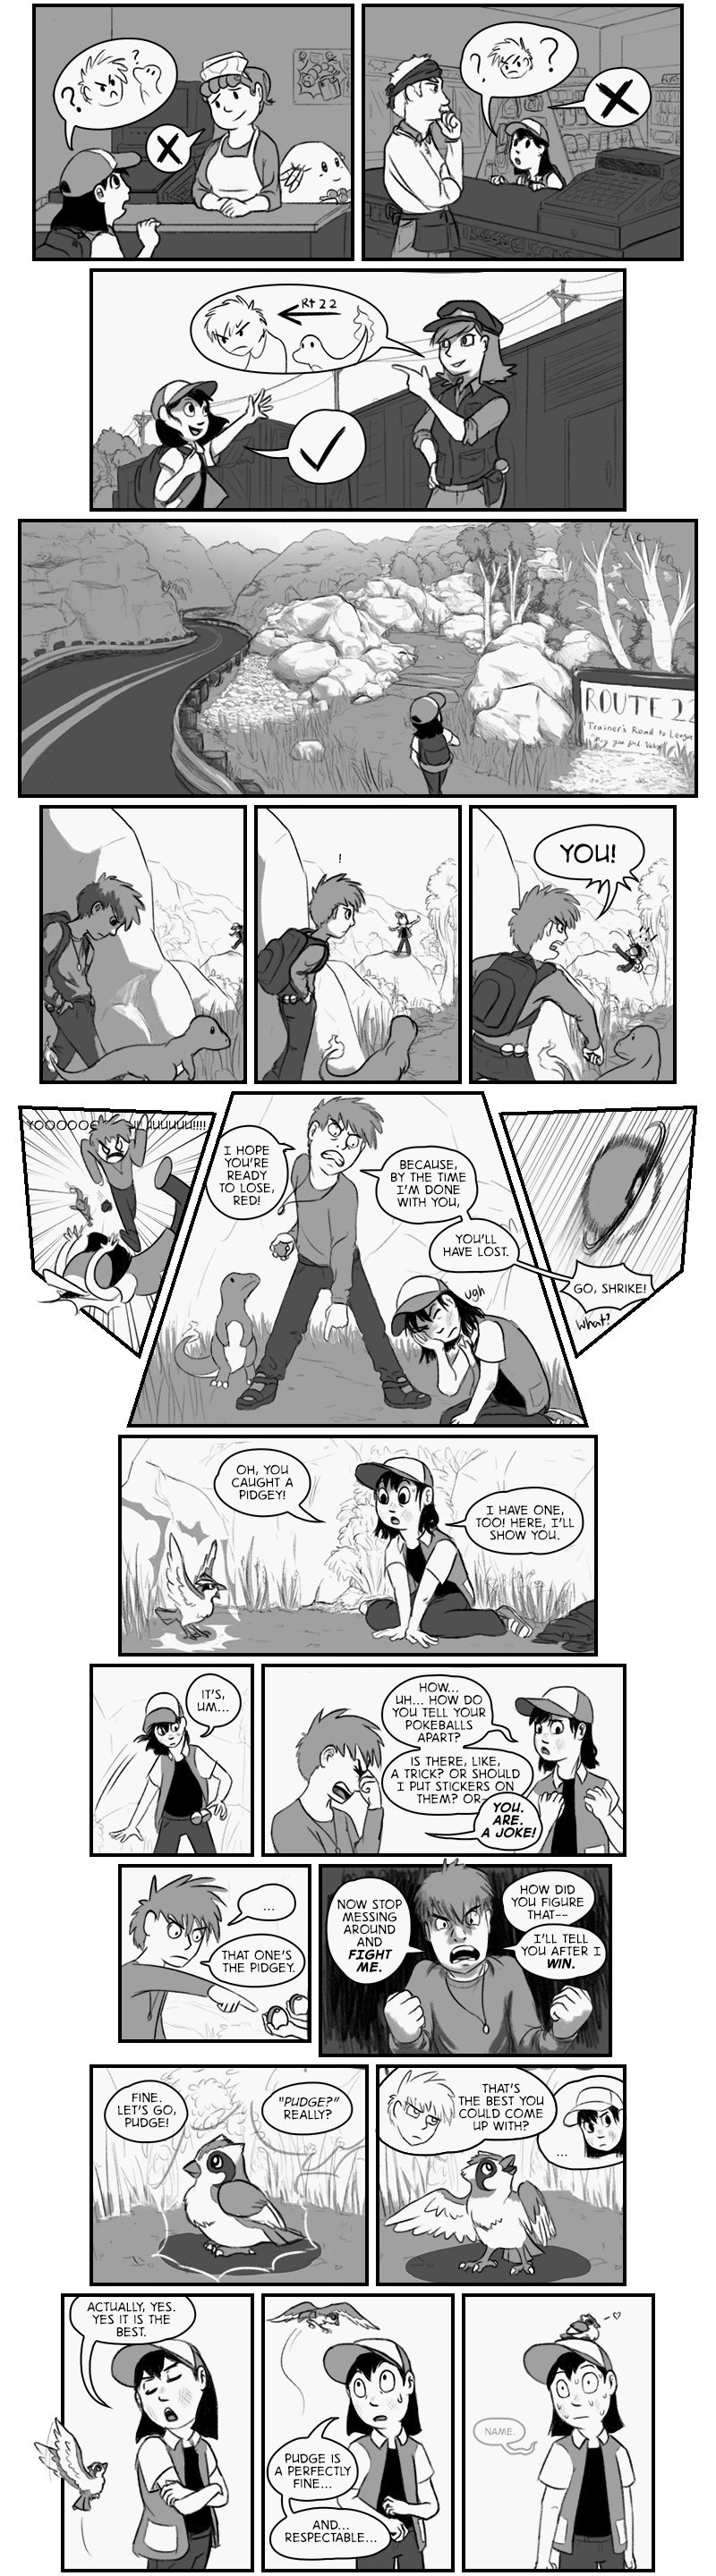 ?
?
?
?
Rt 22
ROUTE 22
Trainer's Road to
!
YOU!
I HOPE
YOU'RE
READY
TO LOSE,
RED!
BECAUSE,
BY THE TIME
I'M DONE
WITH YOU,
YOU'LL
HAVE LOST.
ugh
GO, SHRIKE!
What?
OH, YOU
CAUGHT A
PIDGEY!
I HAVE ONE,
TOO! HERE, I'LL
SHOW YOU.
IT'S,
UM...
HOW...
UH... HOW DO
YOU TELL YOUR
POKEBALLS
APART?
IS THERE, LIKE,
A TRICK? OR SHOULD
I PUT STICKERS ON
THEM? OR-
YOU.
ARE.
A JOKE!
...
THAT ONE'S
THE PIDGEY.
NOW STOP
MESSING
AROUND
AND
FIGHT
ME.
HOW DID
YOU FIGURE
THAT--
I'LL TELL
YOU AFTER I
WIN.
FINE.
LET'S GO,
PUDGE!
"PUDGE?"
REALLY?
THAT'S
THE BEST YOU
COULD COME
UP WITH?
...
ACTUALLY, YES.
YES IT IS THE
BEST.
PUDGE IS
A PERFECTLY
FINE...
AND...
RESPECTABLE...
NAME.